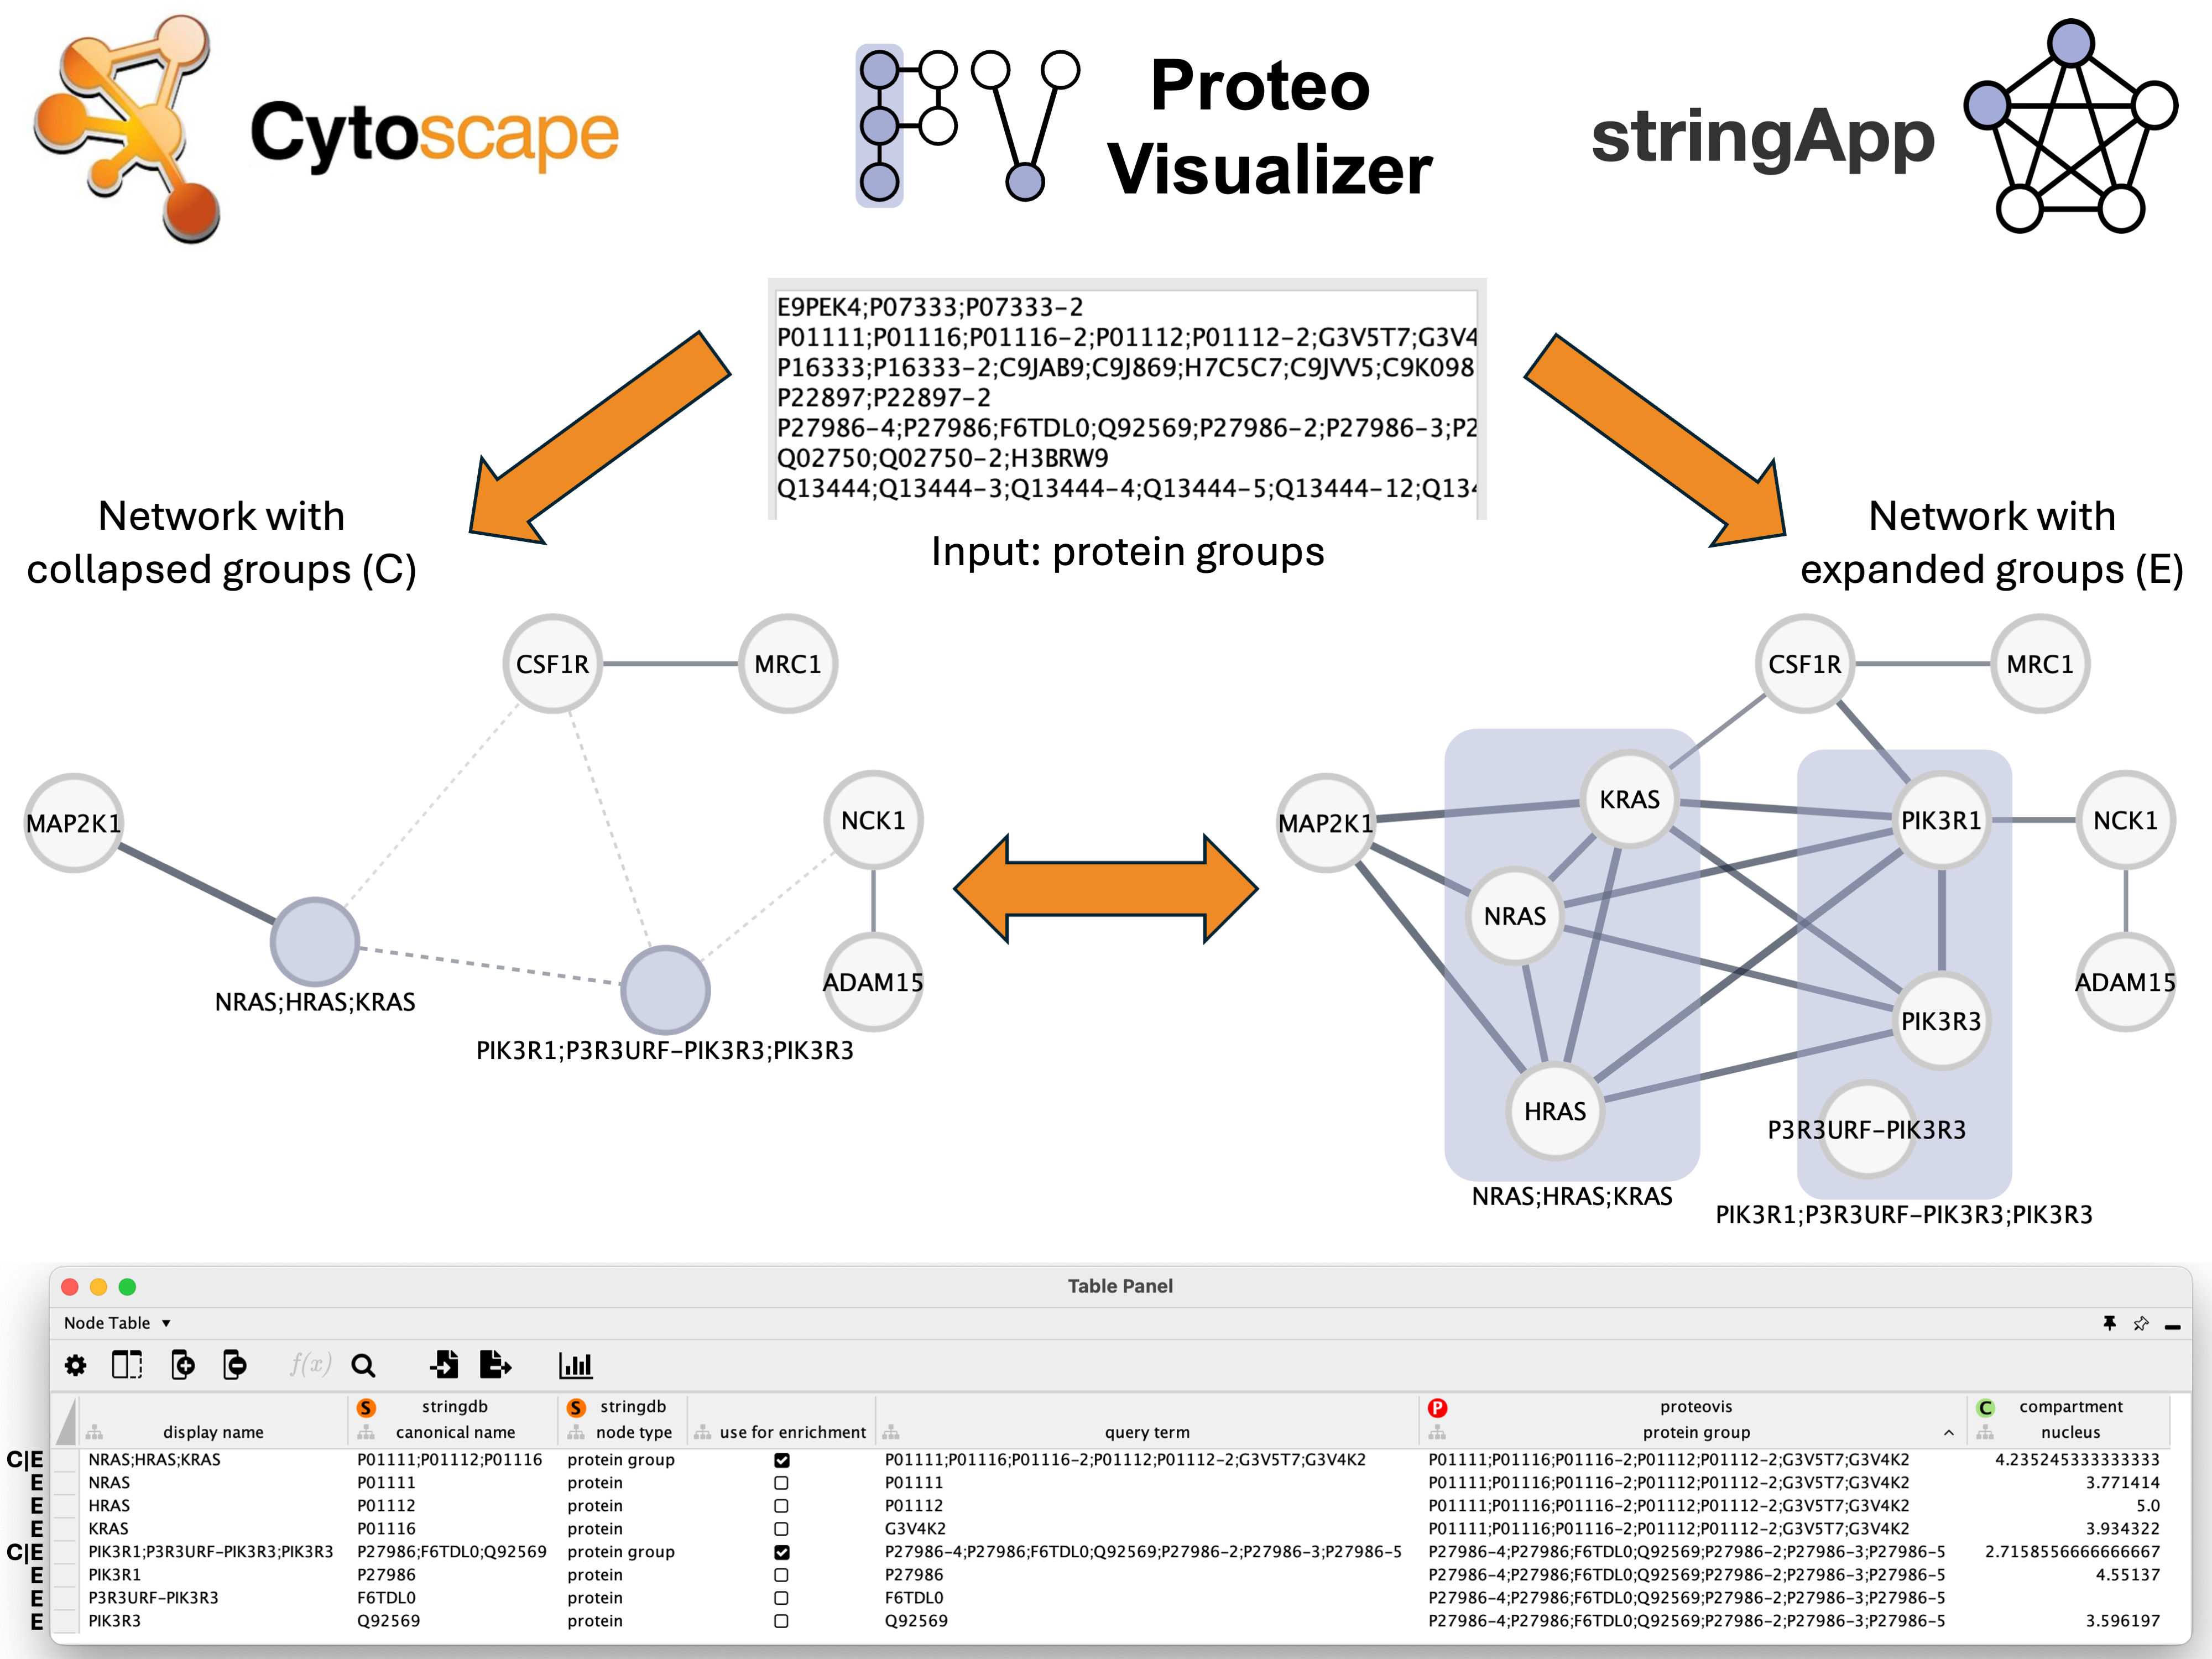 Cytoscape
Proteo
Visualizer
stringApp
E9PEK4;P07333;P07333-2
P01111;P01116;P01116-2;P01112;P01112-2;G3V5T7;G3V4
P16333;P16333-2;C9JAB9;C9J869;H7C5C7;C9JVV5;C9K098
P22897;P22897-2
P27986-4;P27986;F6TDL0;Q92569;P27986-2;P27986-3;P2
Q02750;Q02750-2;H3BRW9
Q13444;Q13444-3;Q13444-4;Q13444-5;Q13444-12;Q134
Input: protein groups
Network with
collapsed groups (C)
Network with
expanded groups (E)
CSF1R
MRC1
MAP2K1
NCK1
ADAM15
NRAS;HRAS;KRAS
PIK3R1;P3R3URF-PIK3R3;PIK3R3
CSF1R
MRC1
KRAS
MAP2K1
PIK3R1
NCK1
NRAS
ADAM15
PIK3R3
HRAS
P3R3URF-PIK3R3
NRAS;HRAS;KRAS
PIK3R1;P3R3URF-PIK3R3;PIK3R3
Table Panel
Node Table
f(x)
S stringdb S stringdb P proteovis C compartment
display name canonical name node type use for enrichment query term protein group nucleus
C|E NRAS;HRAS;KRAS P01111;P01112;P01116 protein group P01111;P01116;P01116-2;P01112;P01112-2;G3V5T7;G3V4K2 P01111;P01116;P01116-2;P01112;P01112-2;G3V5T7;G3V4K2 4.235245333333333
E NRAS P01111 protein P01111 P01111;P01116;P01116-2;P01112;P01112-2;G3V5T7;G3V4K2 3.771414
E HRAS P01112 protein P01112 P01111;P01116;P01116-2;P01112;P01112-2;G3V5T7;G3V4K2 5.0
E KRAS P01116 protein G3V4K2 P01111;P01116;P01116-2;P01112;P01112-2;G3V5T7;G3V4K2 3.934322
C|E PIK3R1;P3R3URF-PIK3R3;PIK3R3 P27986;F6TDL0;Q92569 protein group P27986-4;P27986;F6TDL0;Q92569;P27986-2;P27986-3;P27986-5 P27986-4;P27986;F6TDL0;Q92569;P27986-2;P27986-3;P27986-5 2.7158556666666667
E PIK3R1 P27986 protein P27986 P27986-4;P27986;F6TDL0;Q92569;P27986-2;P27986-3;P27986-5 4.55137
E P3R3URF-PIK3R3 F6TDL0 protein F6TDL0 P27986-4;P27986;F6TDL0;Q92569;P27986-2;P27986-3;P27986-5
E PIK3R3 Q92569 protein Q92569 P27986-4;P27986;F6TDL0;Q92569;P27986-2;P27986-3;P27986-5 3.596197